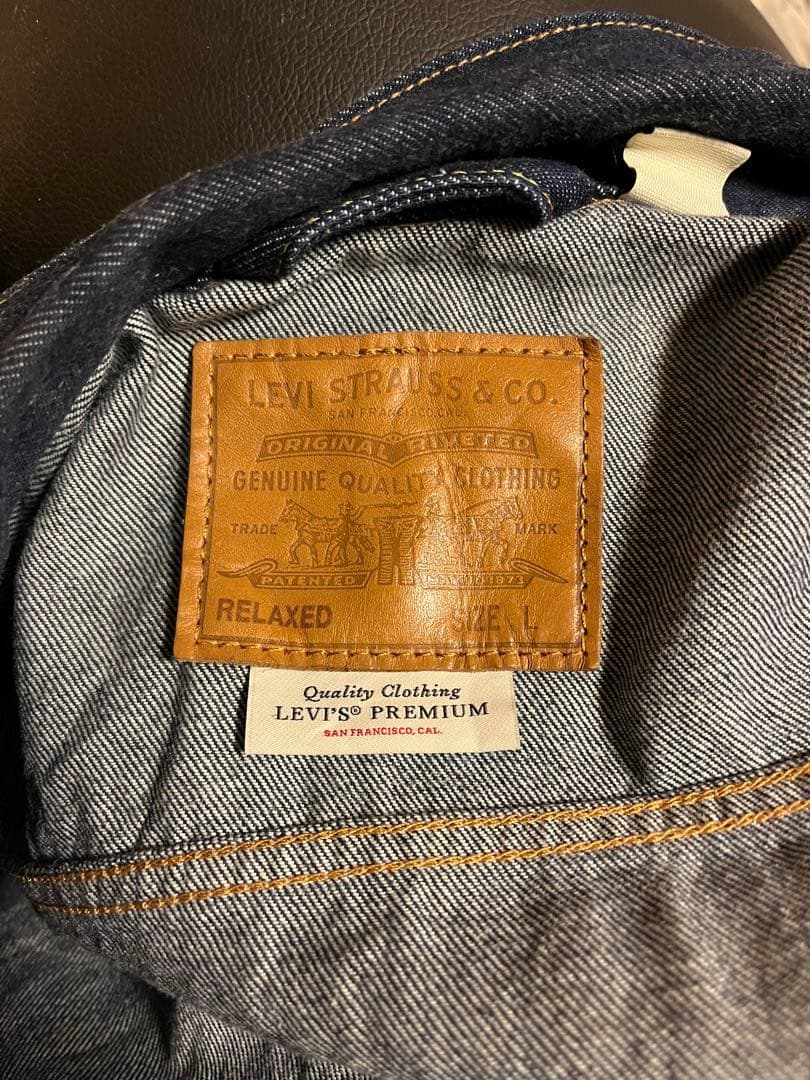 LEVI STRAUSS & CO.
SAN FRANCISCO, CAL.
ORIGINAL RIVETED
GENUINE QUALITY CLOTHING
TRADE MARK
PATENTED
RELAXED SIZE L
Quality Clothing
LEVI'S® PREMIUM
SAN FRANCISCO, CAL.